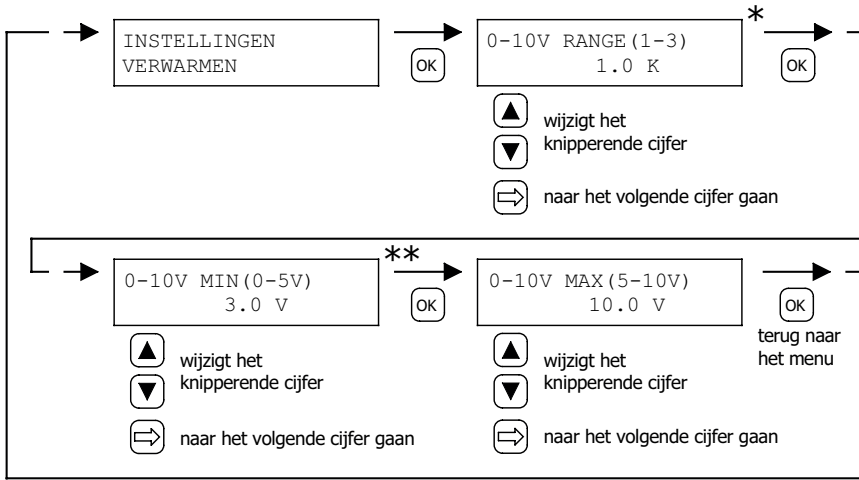 INSTELLINGEN
VERWARMEN
OK
0-10V RANGE(1-3)
1.0 K
*
OK
wijzigt het
knipperende cijfer
naar het volgende cijfer gaan
0-10V MIN(0-5V)
3.0 V
**
OK
0-10V MAX(5-10V)
10.0 V
OK
terug naar
het menu
wijzigt het
knipperende cijfer
naar het volgende cijfer gaan
wijzigt het
knipperende cijfer
naar het volgende cijfer gaan